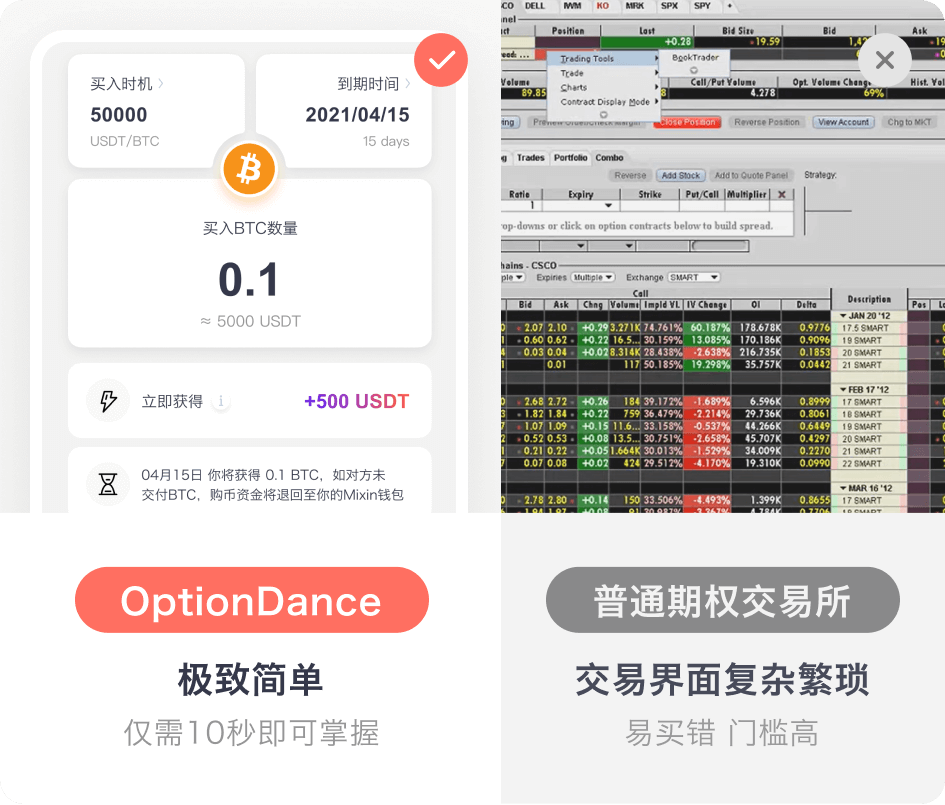 买入时机
50000
USDT/BTC
到期时间
2021/04/15
15 days
买入BTC数量
0.1
≈ 5000 USDT
立即获得
+500 USDT
04月15日 你将获得 0.1 BTC，如对方未
交付BTC，购币资金将退回至你的Mixin钱包
OptionDance
极致简单
仅需10秒即可掌握
CO DELL IWM KO MRK SPX SPY
nel
Position Last Bid Size Bid Ask
+0.28 19.59
Trading Tools
Trade
Charts
Contract Display Mode
BookTrader
Volume Call/Put Volume Opt. Volume Change Hist. Vol
89.85 4.278 69%
Close Position Reverse Position View Account Chg to MKT
Trades Portfolio Combo
Reverse Add Stock Add to Quote Panel Strategy:
Ratio Expiry Strike Put/Call Multiplier
1
op-downs or click on option contracts below to build spread.
hains - CSCO
ple Expiries Multiple Exchange SMART
Call
Bid Ask Chng Volume Impld Vl. IV Change OI Delta Description Pos
JAN 20 '12
2.07 2.10 +0.29 3.271K 74.761% 60.187% 178.678K 0.9776 17.5 SMART
0.60 0.62 +0.22 16.5... 30.159% 13.085% 170.186K 0.9096 19 SMART
0.03 0.04 +0.02 8.314K 28.438% -2.638% 216.735K 0.1853 20 SMART
0.01 117 50.185% 19.298% 35.757K 0.0442 21 SMART
FEB 17 '12
2.68 2.72 +0.26 184 39.172% -1.689% 6.596K 0.8999 17 SMART
1.82 1.84 +0.22 759 36.479% -2.214% 29.736K 0.8061 18 SMART
1.07 1.09 +0.15 11.6... 33.158% -0.537% 44.266K 0.6449 19 SMART
0.52 0.53 +0.08 13.5... 30.751% -2.658% 45.707K 0.4297 20 SMART
0.21 0.22 +0.05 1.664K 30.013% -1.529% 34.009K 0.2270 21 SMART
0.07 0.08 +0.02 424 29.512% -4.170% 19.310K 0.0990 22 SMART
MAR 16 '12
2.78 2.80 +0.14 150 33.506% -4.493% 1.399K 0.8655 17 SMART
普通期权交易所
交易界面复杂繁琐
易买错 门槛高